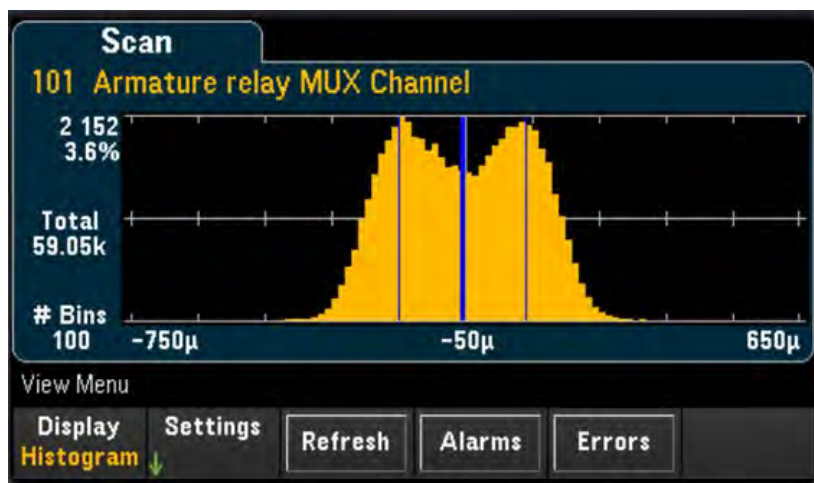 Scan
101 Armature relay MUX Channel
2 152
3.6%
Total
59.05k
# Bins
100 -750µ -50µ 650µ
View Menu
Display Settings Refresh Alarms Errors
Histogram